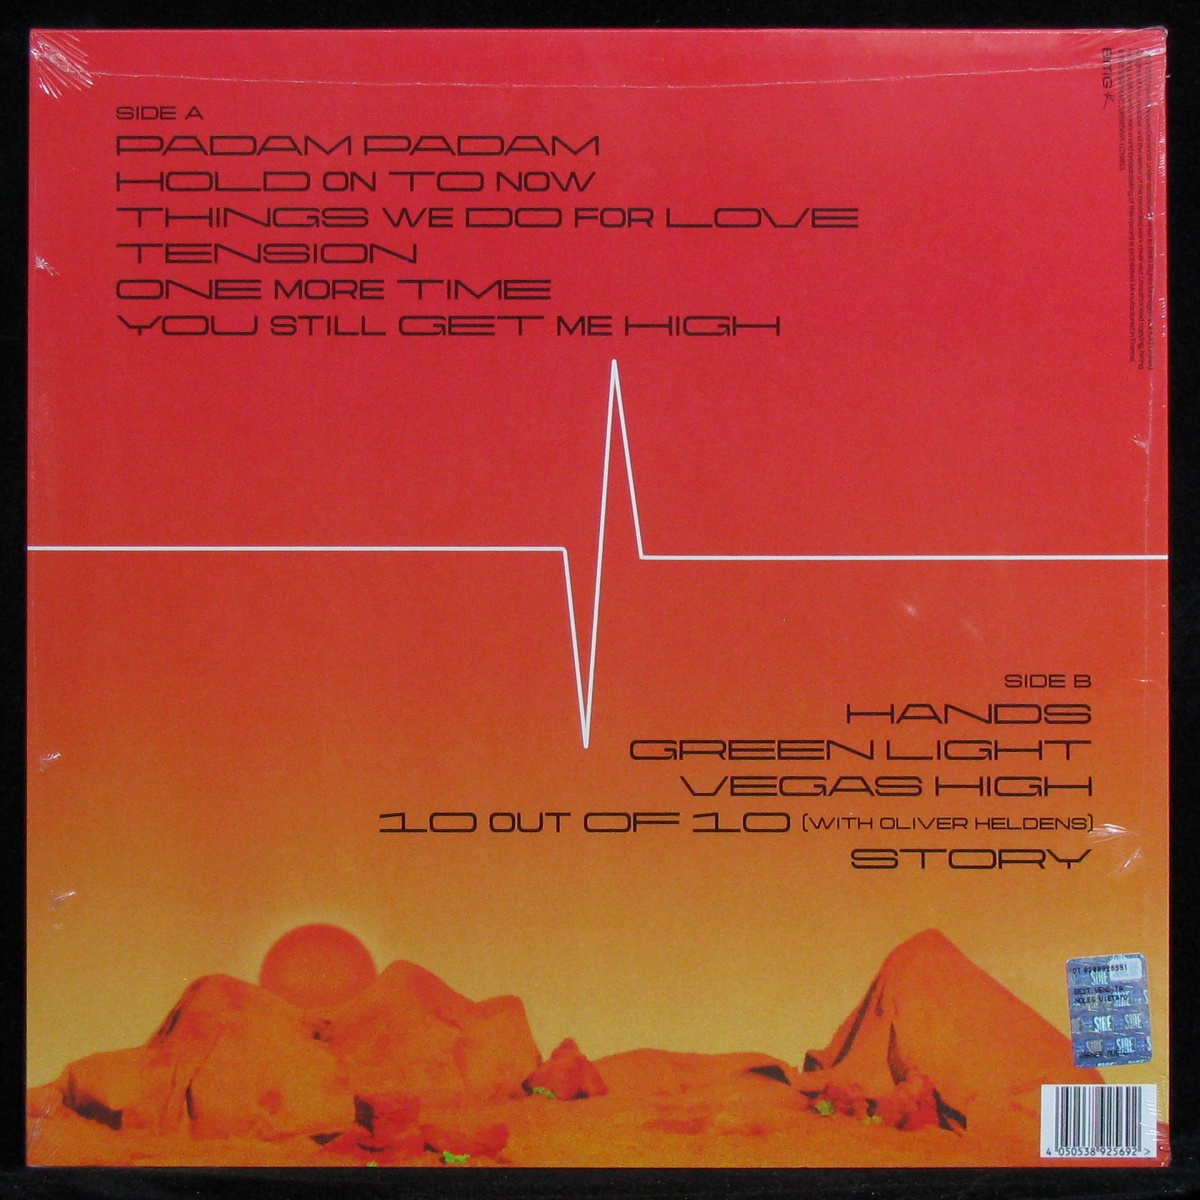 SIDE A
PADAM PADAM
HOLD ON TO NOW
THINGS WE DO FOR LOVE
TENSION
ONE MORE TIME
YOU STILL GET ME HIGH
BMG
SIDE B
HANDS
GREEN LIGHT
VEGAS HIGH
10 OUT OF 10 (WITH OLIVER HELDENS)
STORY
SIAE
4 050538 925692 >